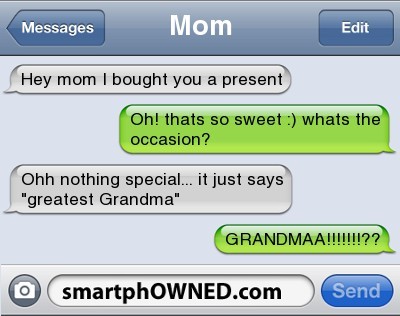 Messages
Mom
Edit
Hey mom I bought you a present
Oh! thats so sweet :) whats the
occasion?
Ohh nothing special... it just says
"greatest Grandma"
GRANDMAA!!!!!!!??
smartphOWNED.com
Send